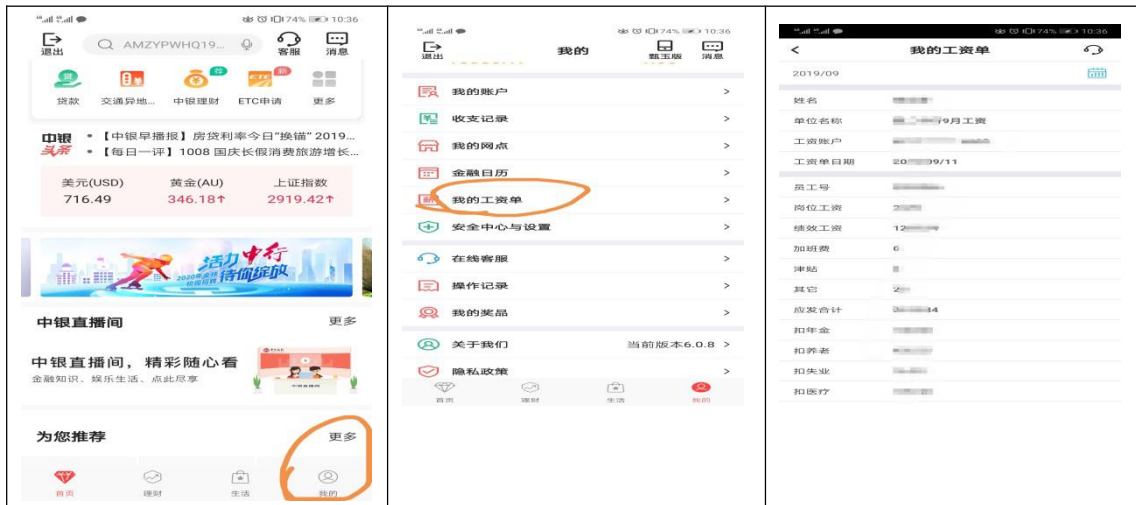 74% 10:36
退出
AMZYPWHQ19...
客服
消息
贷款
交通异地...
中银理财
荐
ETC申请
新
更多
中银头条
• 【中银早播报】房贷利率今日"换锚"2019...
• 【每日一评】1008 国庆长假消费旅游增长...
美元(USD)
716.49
黄金(AU)
346.18↑
上证指数
2919.42↑
活力中行
待你绽放
中银直播间
更多
中银直播间，精彩随心看
金融知识、娱乐生活、点此尽享
为您推荐
更多
首页
理财
生活
我的
74% 10:36
退出
我的
甄玉版
消息
我的账户 >
收支记录 >
我的网点 >
金融日历 >
我的工资单 >
安全中心与设置 >
在线客服 >
操作记录 >
我的奖品 >
关于我们 当前版本6.0.8 >
隐私政策 >
首页
理财
生活
我的
74% 10:36
< 我的工资单
2019/09
姓名
单位名称 9月工资
工资账户
工资单日期
员工号
岗位工资
绩效工资
加班费
津贴
其它
应发合计
扣年金
扣养老
扣失业
扣医疗